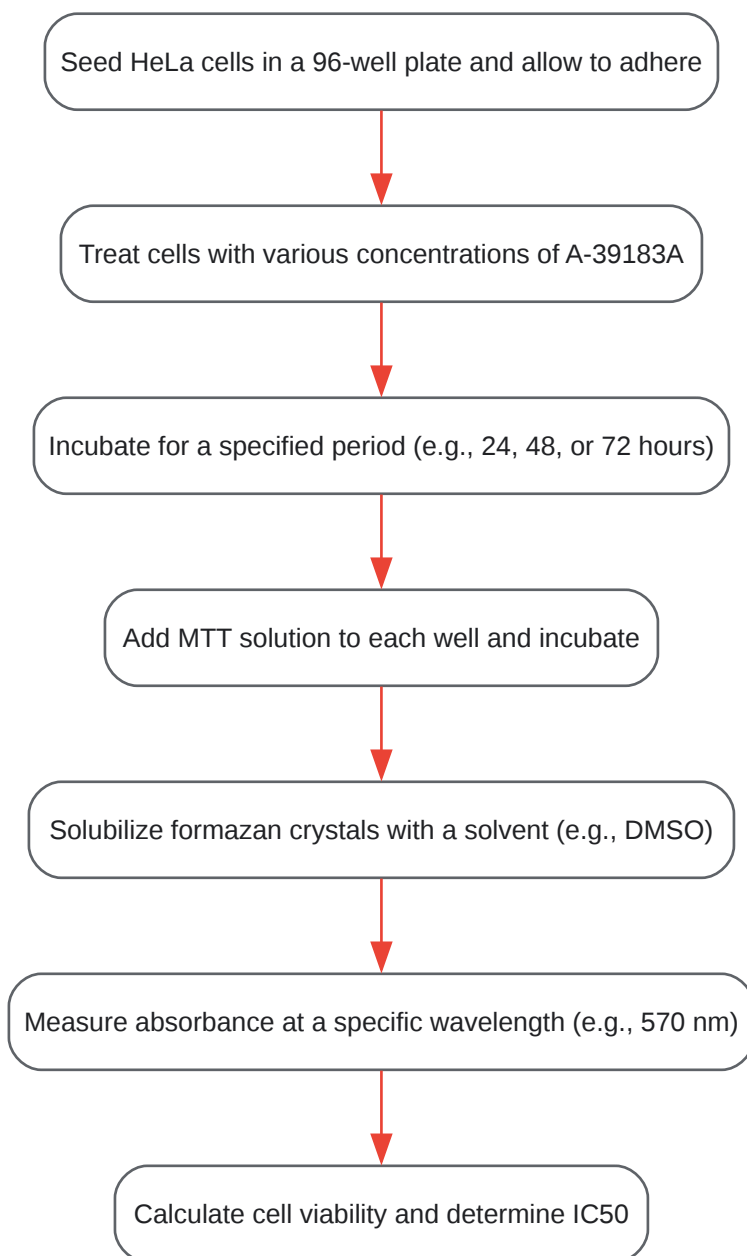 Seed HeLa cells in a 96-well plate and allow to adhere
Treat cells with various concentrations of A-39183A
Incubate for a specified period (e.g., 24, 48, or 72 hours)
Add MTT solution to each well and incubate
Solubilize formazan crystals with a solvent (e.g., DMSO)
Measure absorbance at a specific wavelength (e.g., 570 nm)
Calculate cell viability and determine IC50